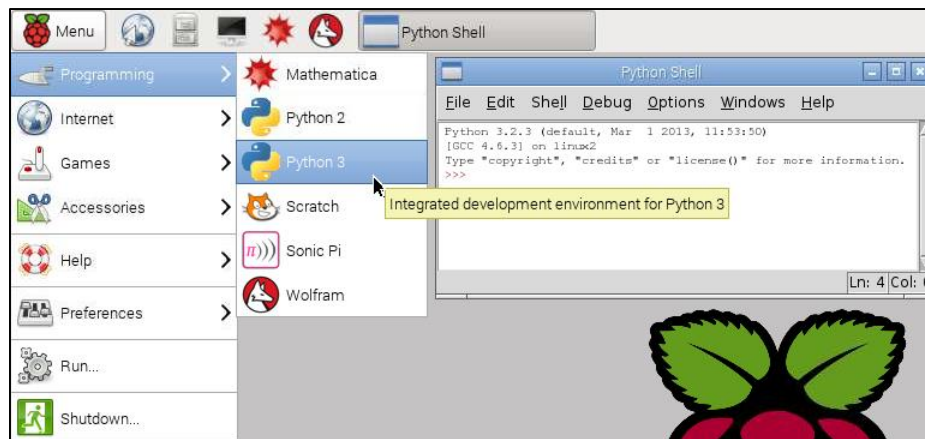 Menu
Python Shell
Programming
Internet
Games
Accessories
Help
Preferences
Run...
Shutdown...
Mathematica
Python 2
Python 3
Scratch
π)))
Sonic Pi
Wolfram
Integrated development environment for Python 3
Python Shell
File Edit Shell Debug Options Windows Help
Python 3.2.3 (default, Mar  1 2013, 11:53:50)
[GCC 4.6.3] on linux2
Type "copyright", "credits" or "license()" for more information.
>>>
Ln: 4 Col: